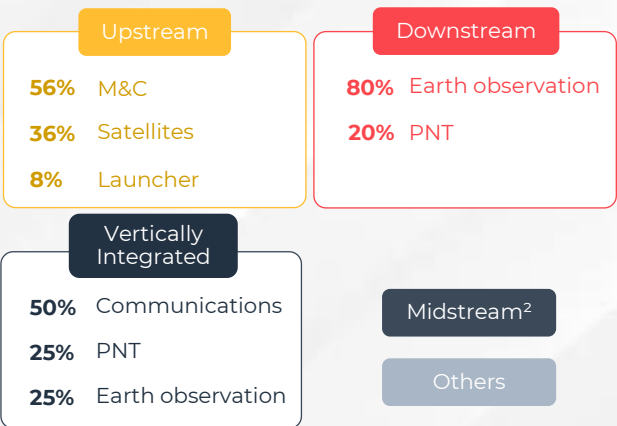 Upstream
56% M&C
36% Satellites
8% Launcher
Downstream
80% Earth observation
20% PNT
Vertically
Integrated
50% Communications
25% PNT
25% Earth observation
Midstream²
Others